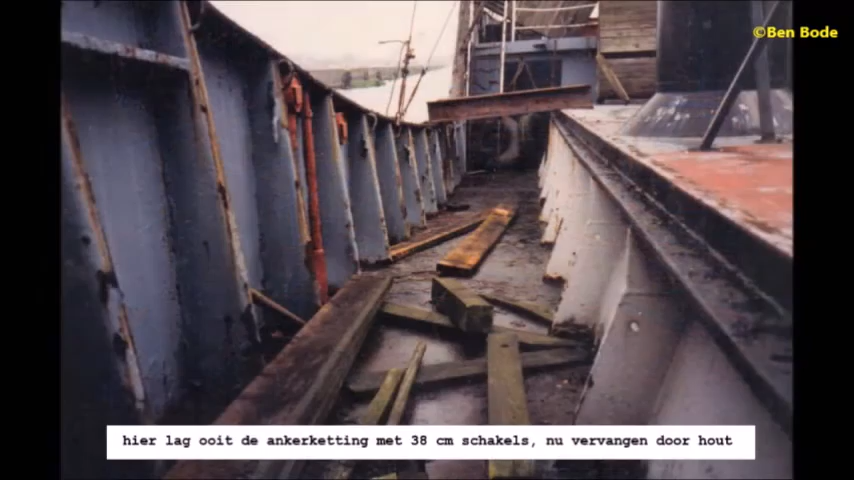 ©Ben Bode
hier lag ooit de ankerketting met 38 cm schakels, nu vervangen door hout